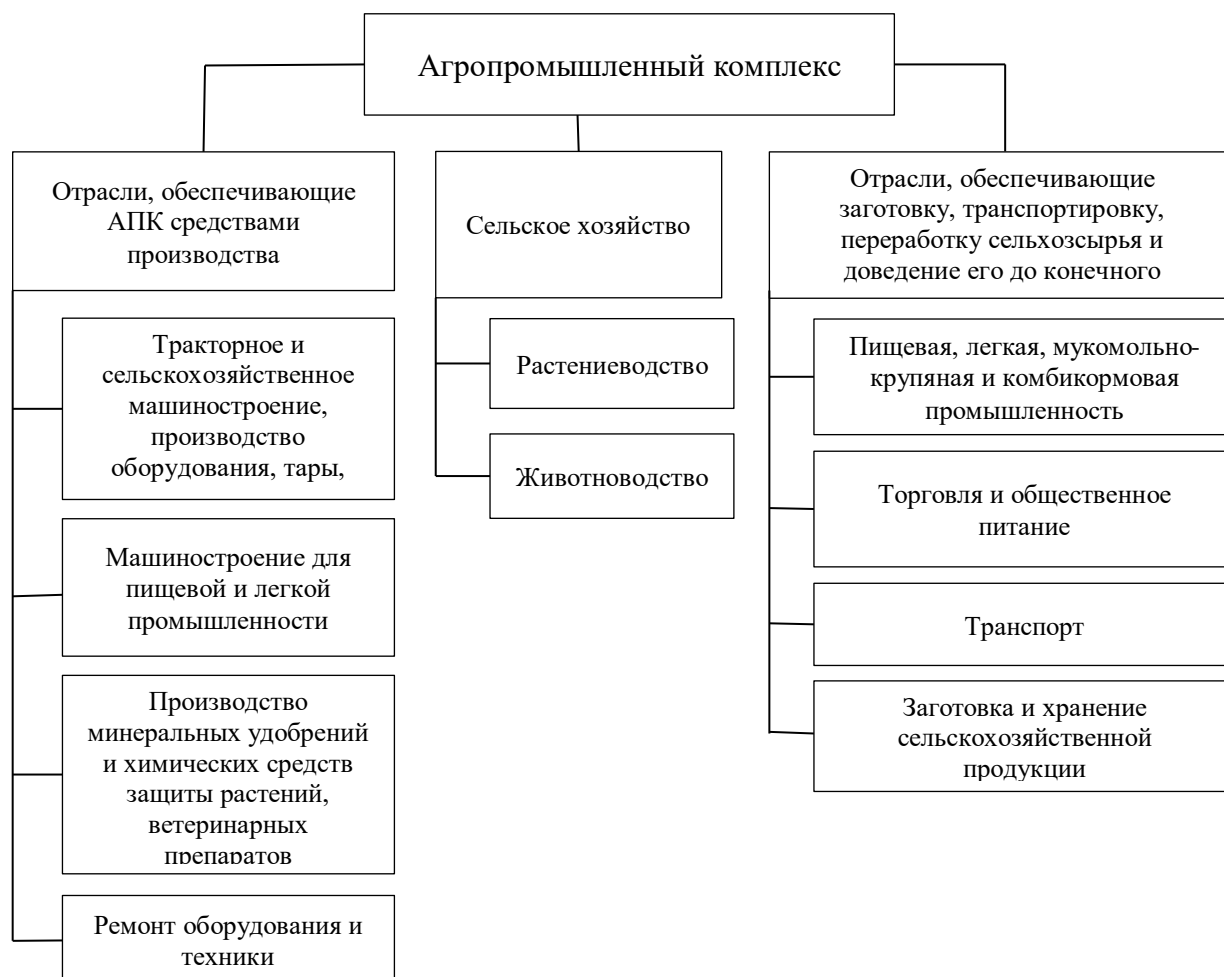 Агропромышленный комплекс
Отрасли, обеспечивающие
АПК средствами
производства
Тракторное и
сельскохозяйственное
машиностроение,
производство
оборудования, тары,
Машиностроение для
пищевой и легкой
промышленности
Производство
минеральных удобрений
и химических средств
защиты растений,
ветеринарных
препаратов
Ремонт оборудования и
техники
Сельское хозяйство
Растениеводство
Животноводство
Отрасли, обеспечивающие
заготовку, транспортировку,
переработку сельхозсырья и
доведение его до конечного
Пищевая, легкая, мукомольно-
крупяная и комбикормовая
промышленность
Торговля и общественное
питание
Транспорт
Заготовка и хранение
сельскохозяйственной
продукции